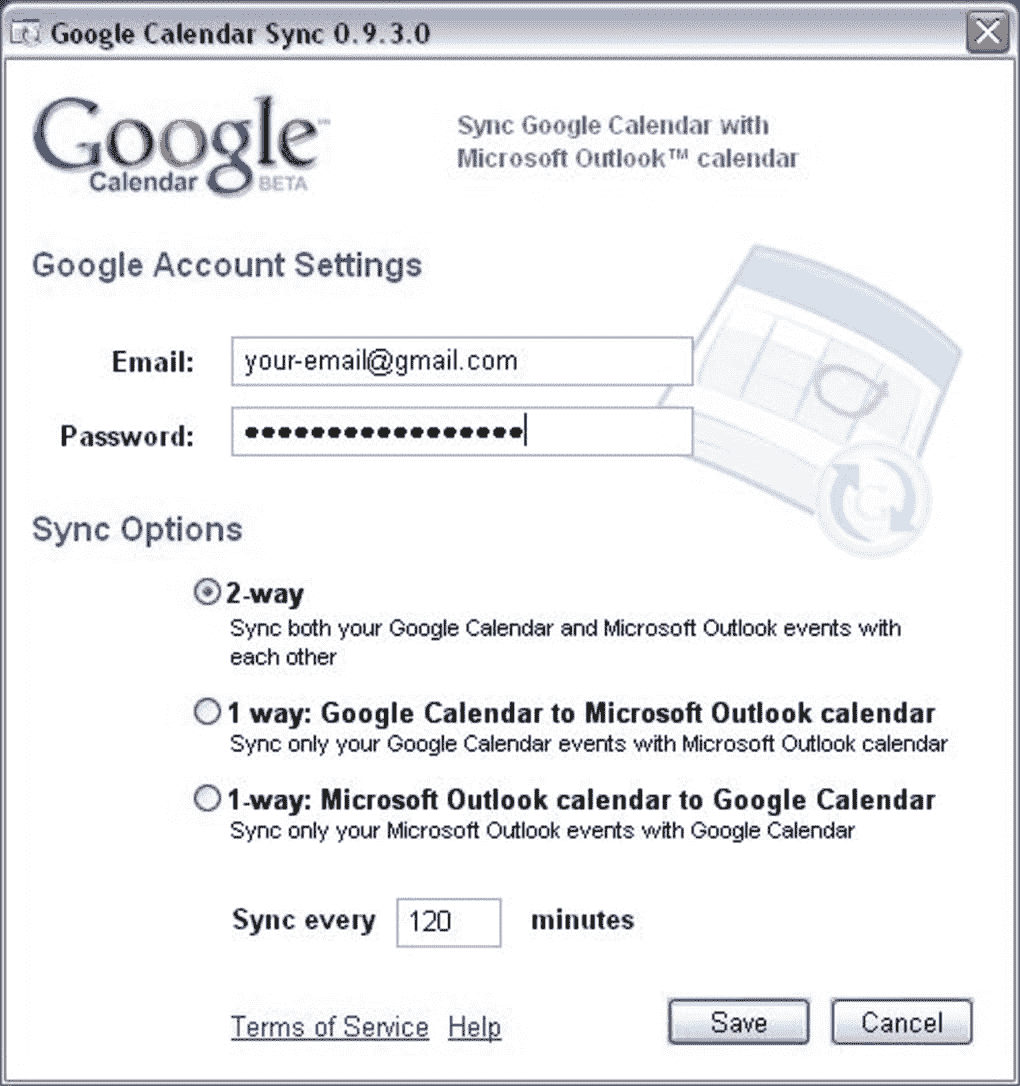 Google Calendar Sync 0.9.3.0
Google™
Calendar BETA
Sync Google Calendar with
Microsoft Outlook™ calendar
Google Account Settings
Email: your-email@gmail.com
Password: •••••••••••••••••
Sync Options
2-way
Sync both your Google Calendar and Microsoft Outlook events with
each other
1 way: Google Calendar to Microsoft Outlook calendar
Sync only your Google Calendar events with Microsoft Outlook calendar
1-way: Microsoft Outlook calendar to Google Calendar
Sync only your Microsoft Outlook events with Google Calendar
Sync every 120 minutes
Terms of Service Help Save Cancel